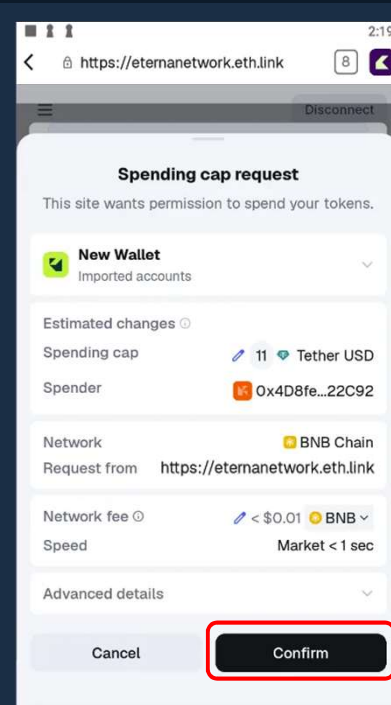 2:19
https://eternanetwork.eth.link
8
Disconnect
Spending cap request
This site wants permission to spend your tokens.
New Wallet
Imported accounts
Estimated changes
Spending cap 11 Tether USD
Spender 0x4D8fe...22C92
Network BNB Chain
Request from https://eternanetwork.eth.link
Network fee < $0.01 BNB
Speed Market < 1 sec
Advanced details
Cancel Confirm